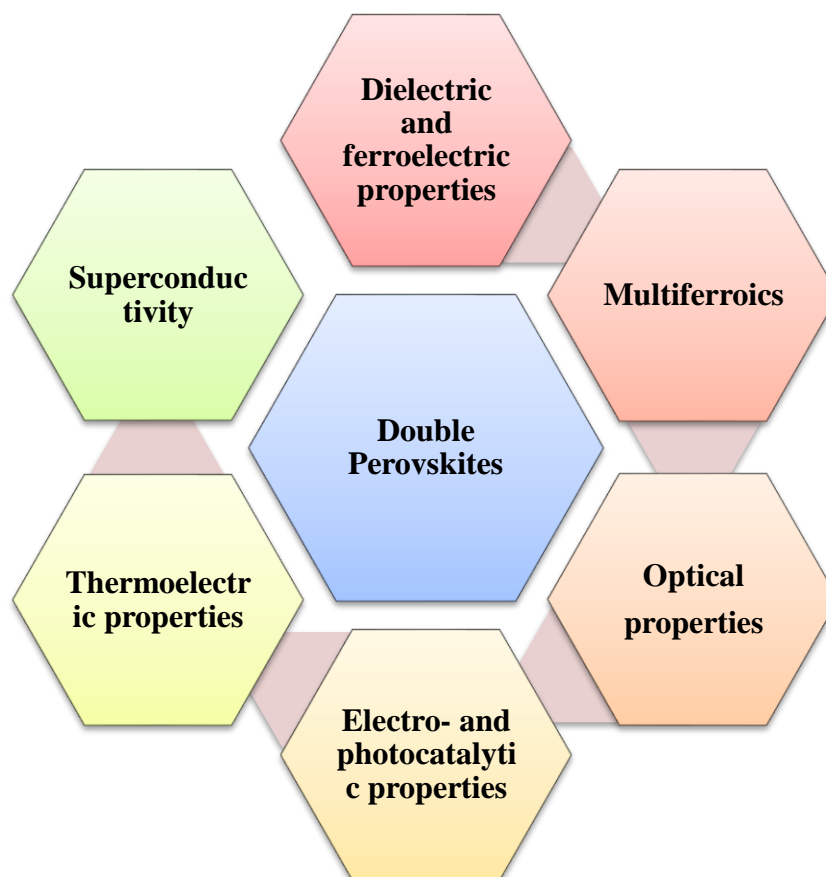 Dielectric
and
ferroelectric
properties
Superconduc
tivity
Multiferroics
Double
Perovskites
Thermoelectr
ic properties
Optical
properties
Electro- and
photocatalyti
c properties